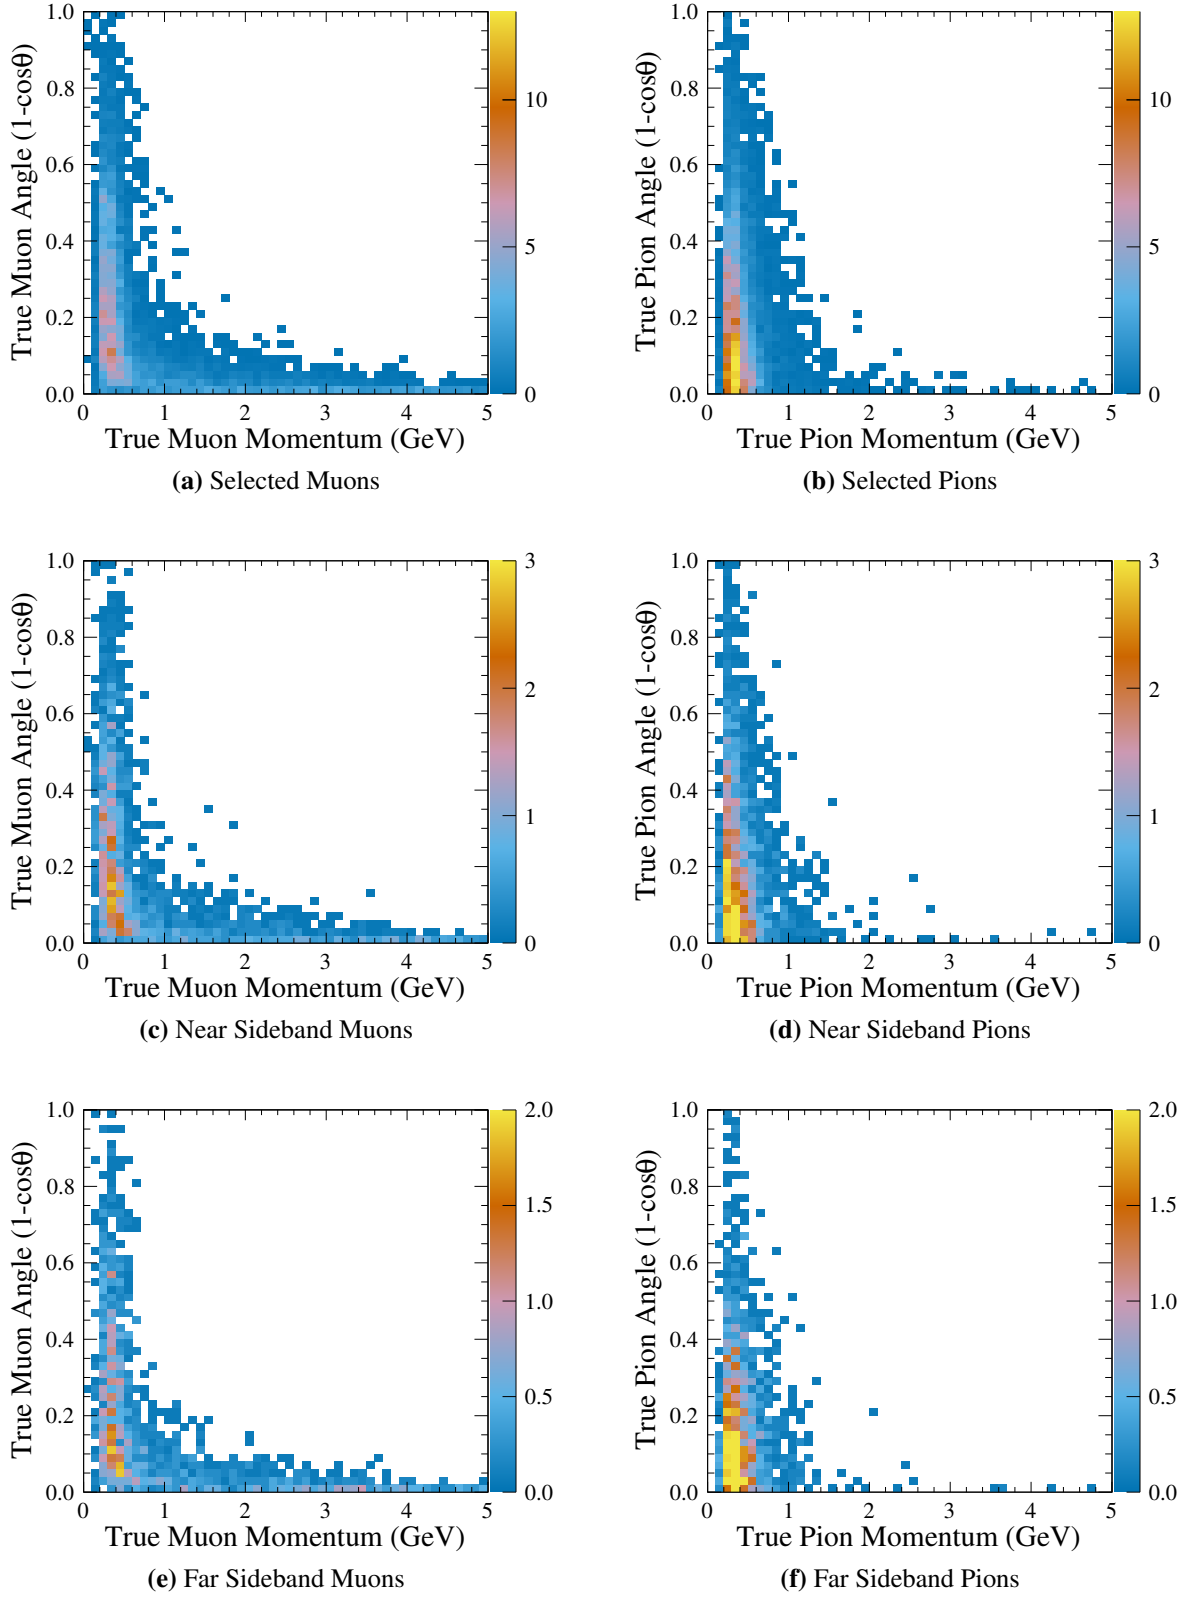 True Muon Angle (1-cosθ)
1.0
0.8
0.6
0.4
0.2
0.0
0 1 2 3 4 5
True Muon Momentum (GeV)
10
5
0
(a) Selected Muons
True Pion Angle (1-cosθ)
1.0
0.8
0.6
0.4
0.2
0.0
0 1 2 3 4 5
True Pion Momentum (GeV)
10
5
0
(b) Selected Pions
True Muon Angle (1-cosθ)
1.0
0.8
0.6
0.4
0.2
0.0
0 1 2 3 4 5
True Muon Momentum (GeV)
3
2
1
0
(c) Near Sideband Muons
True Pion Angle (1-cosθ)
1.0
0.8
0.6
0.4
0.2
0.0
0 1 2 3 4 5
True Pion Momentum (GeV)
3
2
1
0
(d) Near Sideband Pions
True Muon Angle (1-cosθ)
1.0
0.8
0.6
0.4
0.2
0.0
0 1 2 3 4 5
True Muon Momentum (GeV)
2.0
1.5
1.0
0.5
0.0
(e) Far Sideband Muons
True Pion Angle (1-cosθ)
1.0
0.8
0.6
0.4
0.2
0.0
0 1 2 3 4 5
True Pion Momentum (GeV)
2.0
1.5
1.0
0.5
0.0
(f) Far Sideband Pions